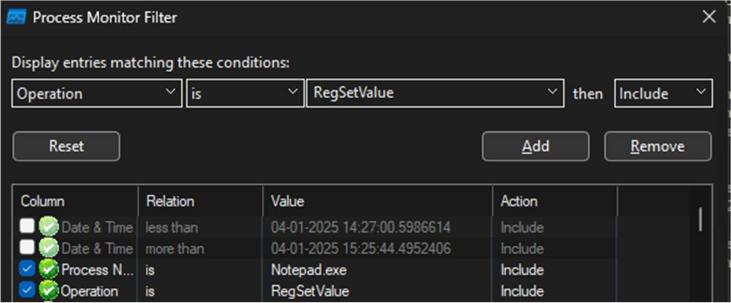 Process Monitor Filter
Display entries matching these conditions:
Operation is RegSetValue then Include
Reset Add Remove
Column Relation Value Action
Date & Time less than 04-01-2025 14:27:00.5986614 Include
Date & Time more than 04-01-2025 15:25:44.4952406 Include
Process N... is Notepad.exe Include
Operation is RegSetValue Include